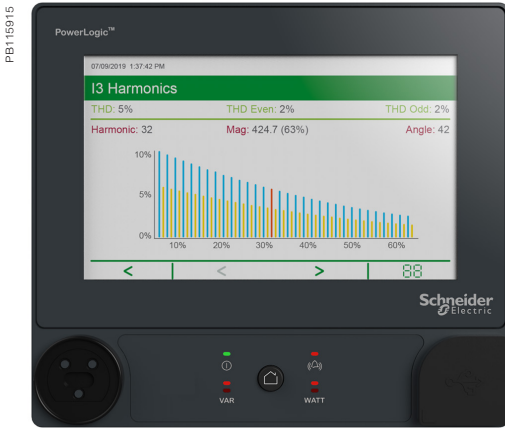 PB115915
PowerLogic™
07/09/2019 1:37:42 PM
I3 Harmonics
THD: 5% THD Even: 2% THD Odd: 2%
Harmonic: 32 Mag: 424.7 (63%) Angle: 42
10%
5%
0%
10% 20% 30% 40% 50% 60%
< < > 88
Schneider
Electric
VAR WATT